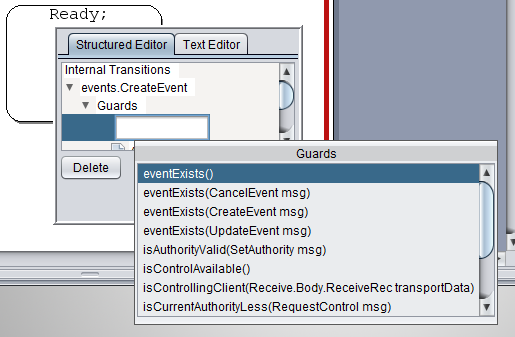 Ready;
Structured Editor Text Editor
Internal Transitions
events.CreateEvent
Guards
Delete
Guards
eventExists()
eventExists(CancelEvent msg)
eventExists(CreateEvent msg)
eventExists(UpdateEvent msg)
isAuthorityValid(SetAuthority msg)
isControlAvailable()
isControllingClient(Receive.Body.ReceiveRec transportData)
isCurrentAuthorityLess(RequestControl msg)